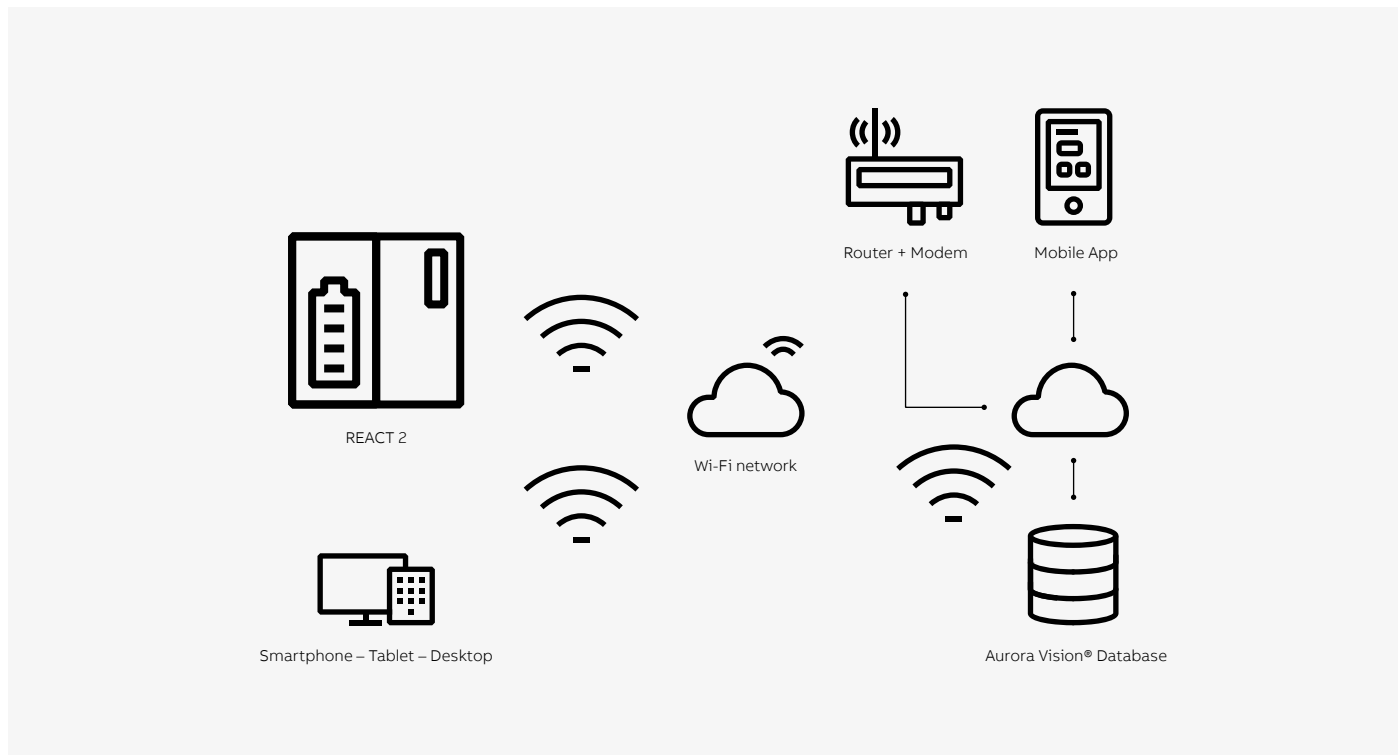 Router + Modem
Mobile App
REACT 2
Wi-Fi network
Smartphone – Tablet – Desktop
Aurora Vision® Database